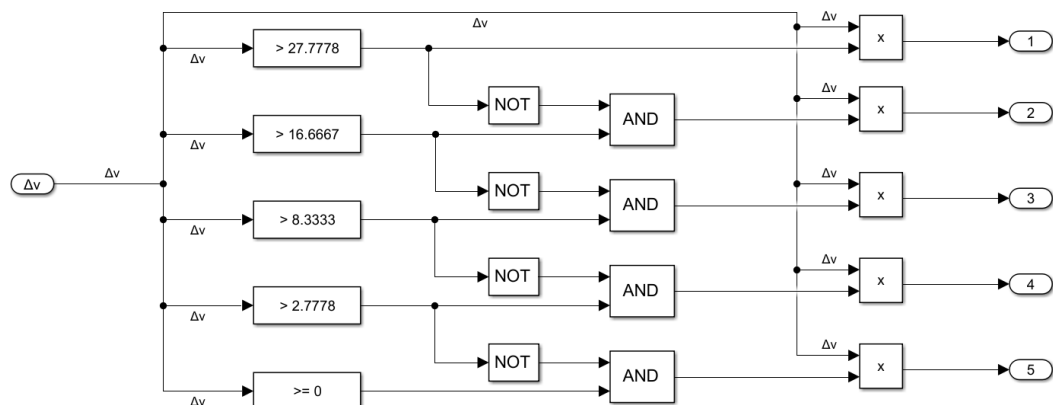 Δv
Δv
x
1
Δv
> 27.7778
NOT
AND
Δv
x
2
Δv
> 16.6667
Δv
Δv
NOT
AND
Δv
x
3
Δv
> 8.3333
NOT
AND
Δv
x
4
Δv
> 2.7778
NOT
AND
Δv
x
5
Δv
>= 0